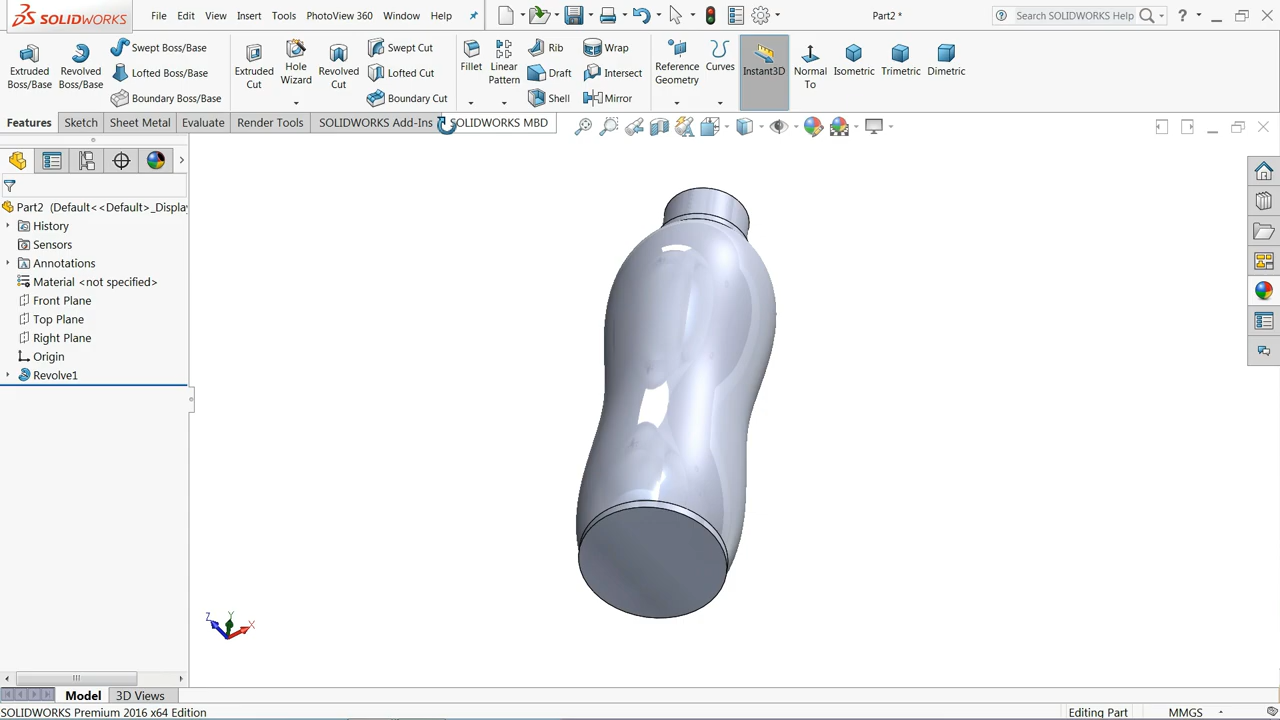 SOLIDWORKS File Edit View Insert Tools PhotoView 360 Window Help Part2 * Search SOLIDWORKS Help ?
Extruded Boss/Base
Revolved Boss/Base
Swept Boss/Base
Lofted Boss/Base
Boundary Boss/Base
Extruded Cut
Hole Wizard
Revolved Cut
Swept Cut
Lofted Cut
Boundary Cut
Fillet
Linear Pattern
Rib
Draft
Shell
Wrap
Intersect
Mirror
Reference Geometry
Curves
Instant3D
Normal To
Isometric
Trimetric
Dimetric
Features Sketch Sheet Metal Evaluate Render Tools SOLIDWORKS Add-Ins SOLIDWORKS MBD
Part2 (Default<<Default>_Display
History
Sensors
Annotations
Material <not specified>
Front Plane
Top Plane
Right Plane
Origin
Revolve1
Z Y X
Model 3D Views
SOLIDWORKS Premium 2016 x64 Edition Editing Part MMGS